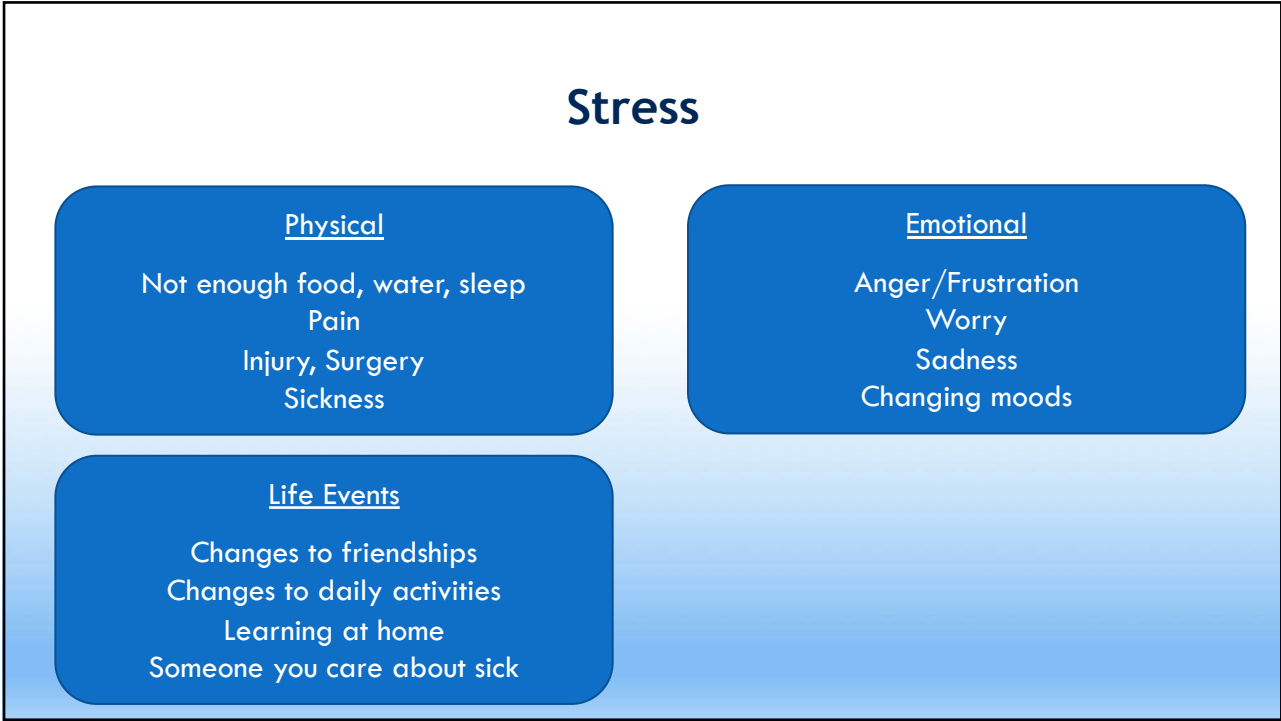 Stress
Physical
Not enough food, water, sleep
Pain
Injury, Surgery
Sickness
Emotional
Anger/Frustration
Worry
Sadness
Changing moods
Life Events
Changes to friendships
Changes to daily activities
Learning at home
Someone you care about sick